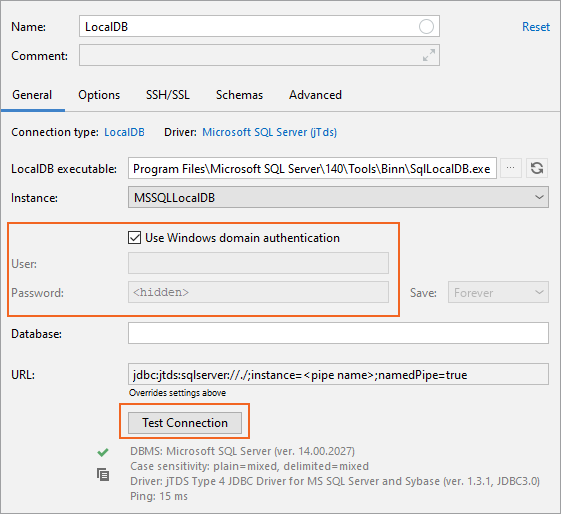 Name: LocalDB Reset
Comment:
General Options SSH/SSL Schemas Advanced
Connection type: LocalDB Driver: Microsoft SQL Server (jTds)
LocalDB executable: Program Files\Microsoft SQL Server\140\Tools\Binn\SqlLocalDB.exe ...
Instance: MSSQLLocalDB
Use Windows domain authentication
User:
Password: <hidden> Save: Forever
Database:
URL: jdbc:jtds:sqlserver://./;instance=<pipe name>;namedPipe=true
Overrides settings above
Test Connection
DBMS: Microsoft SQL Server (ver. 14.00.2027)
Case sensitivity: plain=mixed, delimited=mixed
Driver: jTDS Type 4 JDBC Driver for MS SQL Server and Sybase (ver. 1.3.1, JDBC3.0)
Ping: 15 ms